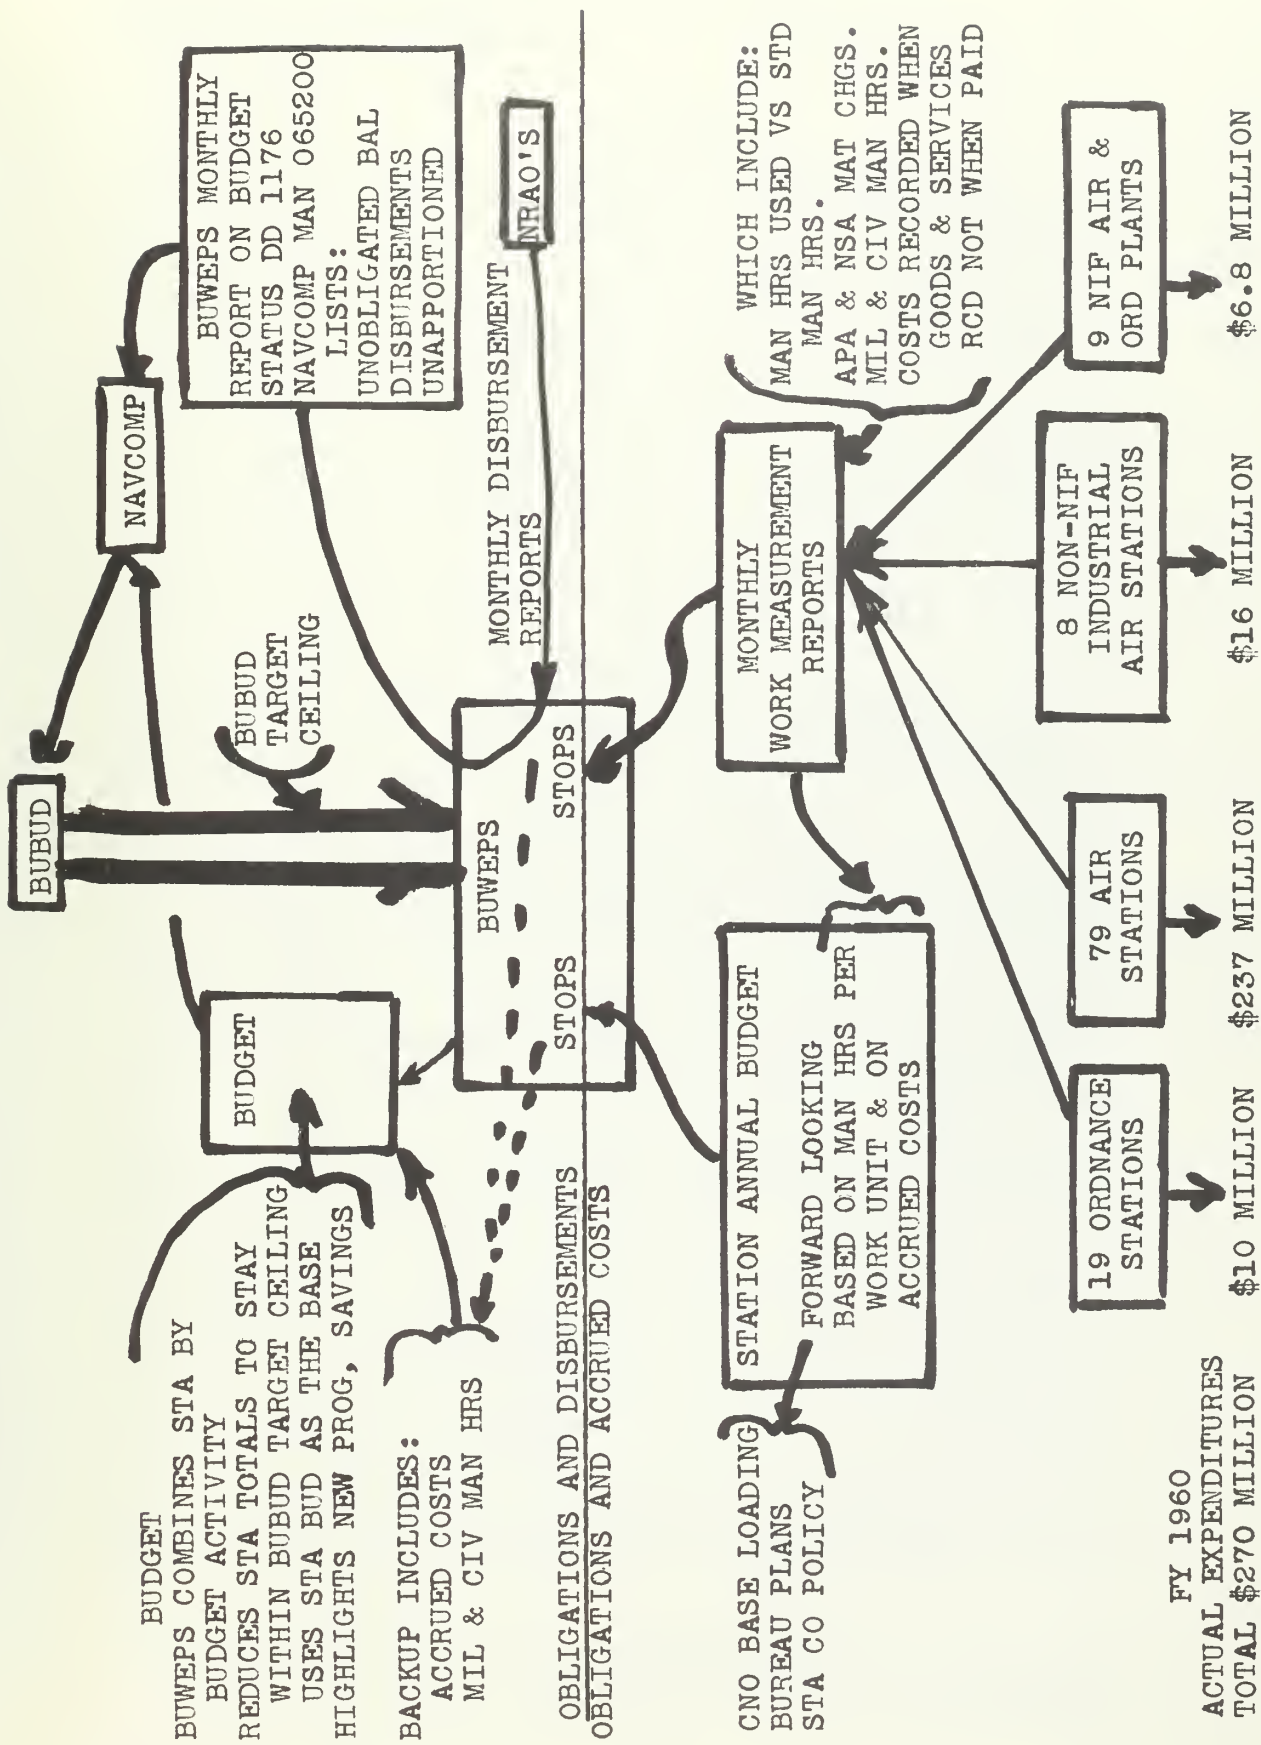 BUBUD
NAVCOMP
BUDGET
BUWEPS COMBINES STA BY
BUDGET ACTIVITY
REDUCES STA TOTALS TO STAY
WITHIN BUBUD TARGET CEILING
USES STA BUD AS THE BASE
HIGHLIGHTS NEW PROG, SAVINGS
BUDGET
BUBUD
TARGET
CEILING
BUWEPS MONTHLY
REPORT ON BUDGET
STATUS DD 1176
NAVCOMP MAN 065200
LISTS:
UNOBLIGATED BAL
DISBURSEMENTS
UNAPPORTIONED
BACKUP INCLUDES:
ACCRUED COSTS
MIL & CIV MAN HRS
BUWEPS
STOPS
STOPS
MONTHLY DISBURSEMENT
REPORTS
NRAO'S
OBLIGATIONS AND DISBURSEMENTS
OBLIGATIONS AND ACCRUED COSTS
CNO BASE LOADING
BUREAU PLANS
STA CO POLICY
STATION ANNUAL BUDGET
FORWARD LOOKING
BASED ON MAN HRS PER
WORK UNIT & ON
ACCRUED COSTS
MONTHLY
WORK MEASUREMENT
REPORTS
WHICH INCLUDE:
MAN HRS USED VS STD
MAN HRS.
APA & NSA MAT CHGS.
MIL & CIV MAN HRS.
COSTS RECORDED WHEN
GOODS & SERVICES
RCD NOT WHEN PAID
19 ORDNANCE
STATIONS
79 AIR
STATIONS
8 NON-NIF
INDUSTRIAL
AIR STATIONS
9 NIF AIR &
ORD PLANTS
FY 1960
ACTUAL EXPENDITURES
TOTAL $270 MILLION
$10 MILLION
$237 MILLION
$16 MILLION
$6.8 MILLION